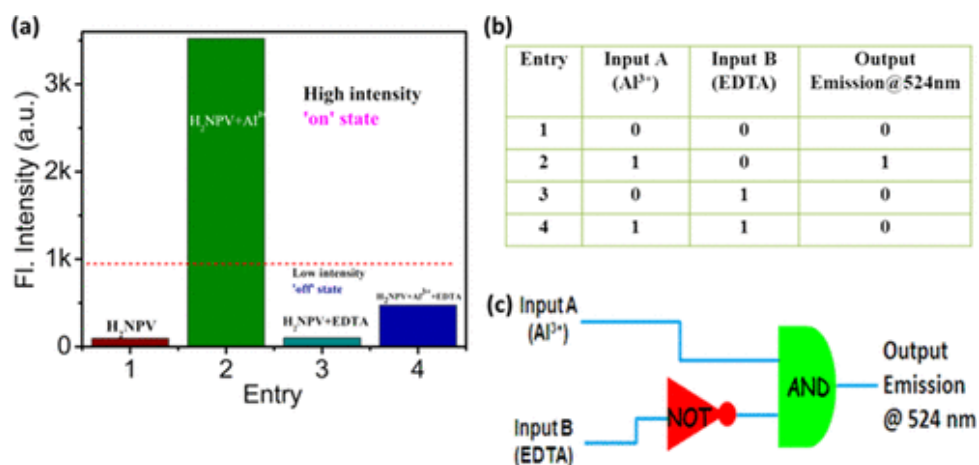 (a)
Fl. Intensity (a.u.)
3k
2k
1k
0
H₂NPV+Al³⁺
High intensity
'on' state
Low intensity
'off' state
H₂NPV
H₂NPV+EDTA
H₂NPV+Al³⁺+EDTA
1 2 3 4
Entry
(b)
Entry Input A Input B Output
(Al³⁺) (EDTA) Emission@524nm
1 0 0 0
2 1 0 1
3 0 1 0
4 1 1 0
(c)
Input A
(Al³⁺)
NOT
AND
Input B
(EDTA)
Output
Emission
@ 524 nm